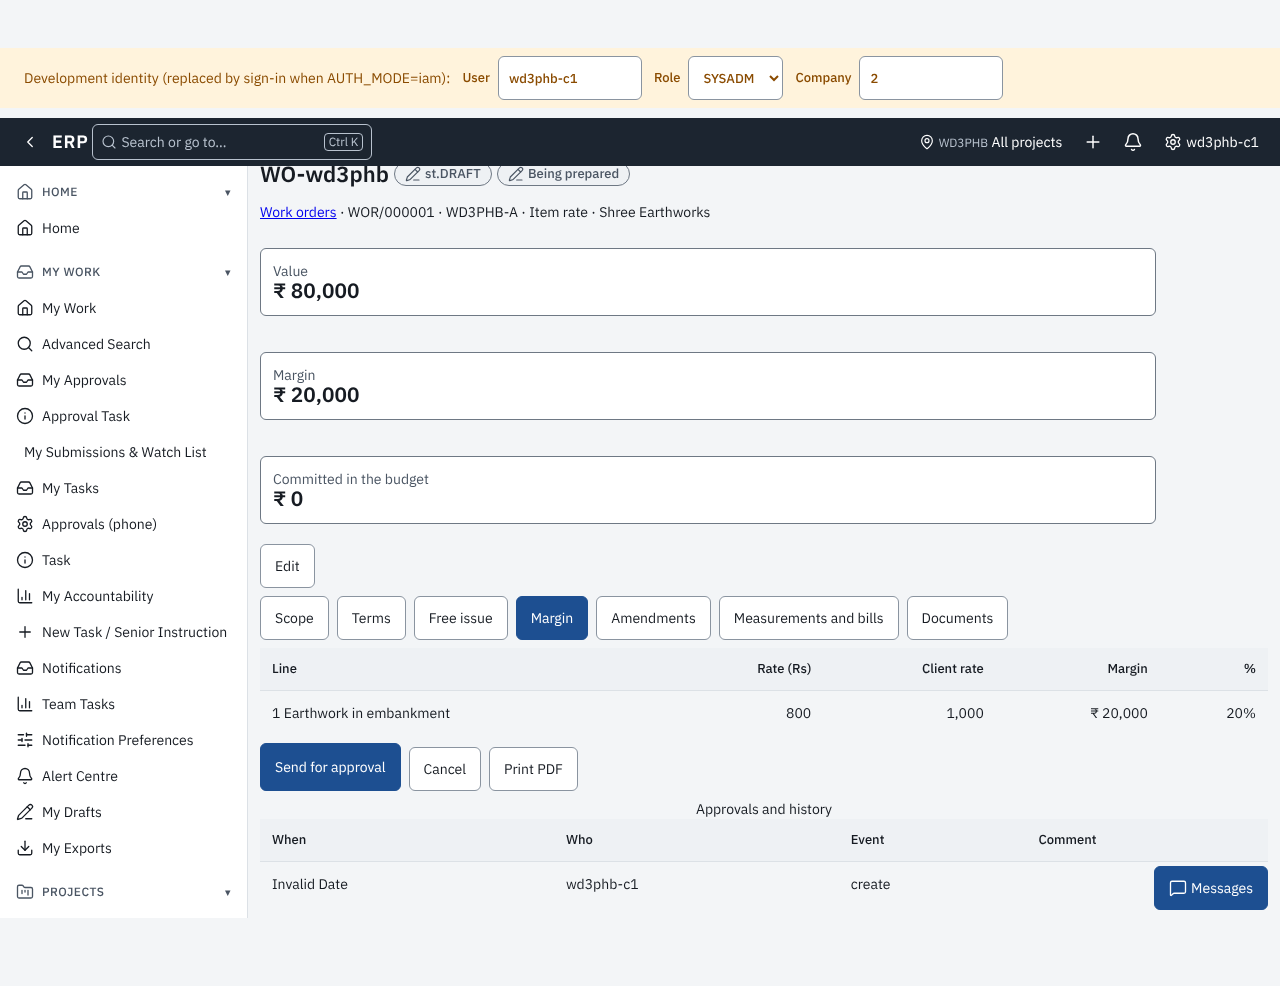 Development identity (replaced by sign-in when AUTH_MODE=iam): User wd3phb-c1 Role SYSADM Company 2
ERP Search or go to... Ctrl K WD3PHB All projects wd3phb-c1
HOME
Home
MY WORK
My Work
Advanced Search
My Approvals
Approval Task
My Submissions & Watch List
My Tasks
Approvals (phone)
Task
My Accountability
New Task / Senior Instruction
Notifications
Team Tasks
Notification Preferences
Alert Centre
My Drafts
My Exports
PROJECTS
WO-wd3phb st.DRAFT Being prepared
Work orders · WOR/000001 · WD3PHB-A · Item rate · Shree Earthworks
Value
₹ 80,000
Margin
₹ 20,000
Committed in the budget
₹ 0
Edit
Scope Terms Free issue Margin Amendments Measurements and bills Documents
Line Rate (Rs) Client rate Margin %
1 Earthwork in embankment 800 1,000 ₹ 20,000 20%
Send for approval Cancel Print PDF
Approvals and history
When Who Event Comment
Invalid Date wd3phb-c1 create
Messages